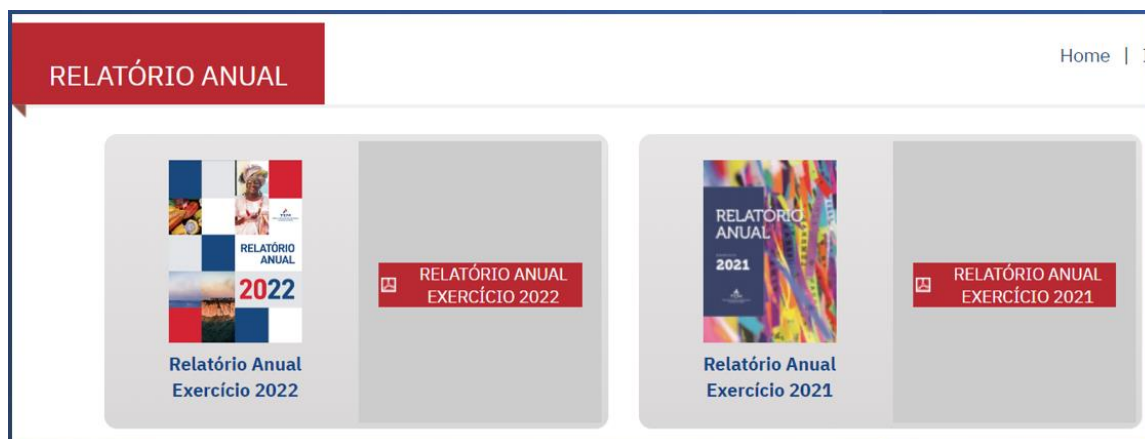 RELATÓRIO ANUAL
Home |
RELATÓRIO
ANUAL
2022
RELATÓRIO ANUAL
EXERCÍCIO 2022
Relatório Anual
Exercício 2022
RELATÓRIO
ANUAL
2021
RELATÓRIO ANUAL
EXERCÍCIO 2021
Relatório Anual
Exercício 2021